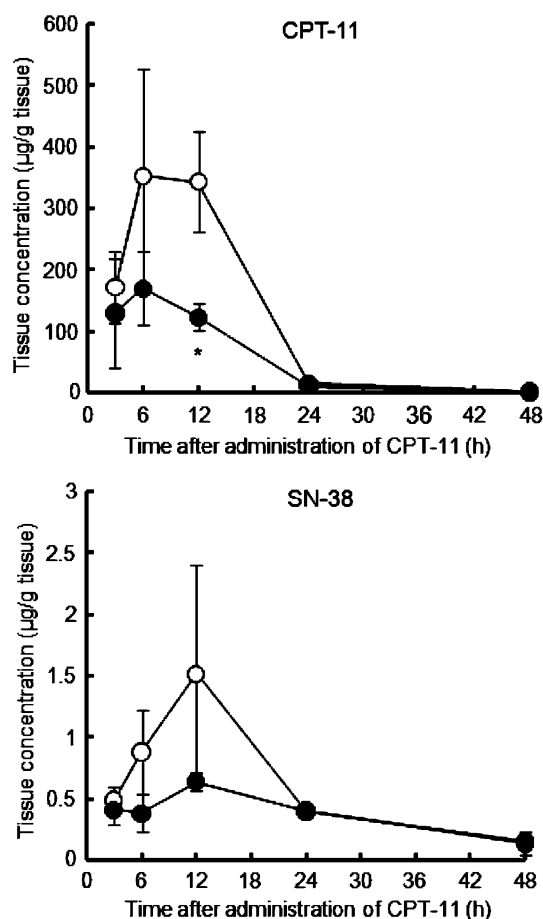 CPT-11
600
500
400
300
200
100
0
Tissue concentration (µg/g tissue)
*
0 6 12 18 24 30 36 42 48
Time after administration of CPT-11 (h)
SN-38
3
2.5
2
1.5
1
0.5
0
Tissue concentration (µg/g tissue)
0 6 12 18 24 30 36 42 48
Time after administration of CPT-11 (h)